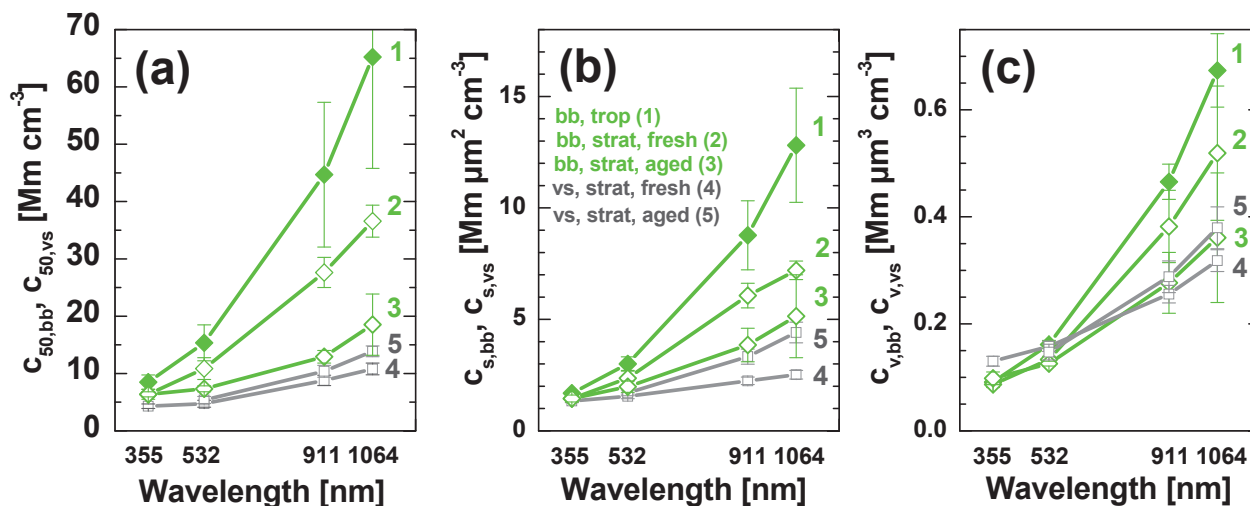 (a)
c50,bb, c50,vs [Mm cm-3]
70
60
50
40
30
20
10
0
1
2
3
5
4
355 532 911 1064
Wavelength [nm]
(b)
cs,bb, cs,vs [Mm µm2 cm-3]
15
10
5
0
bb, trop (1)
bb, strat, fresh (2)
bb, strat, aged (3)
vs, strat, fresh (4)
vs, strat, aged (5)
1
2
3
5
4
355 532 911 1064
Wavelength [nm]
(c)
cv,bb, cv,vs [Mm µm3 cm-3]
0.6
0.4
0.2
0.0
1
2
5
3
4
355 532 911 1064
Wavelength [nm]